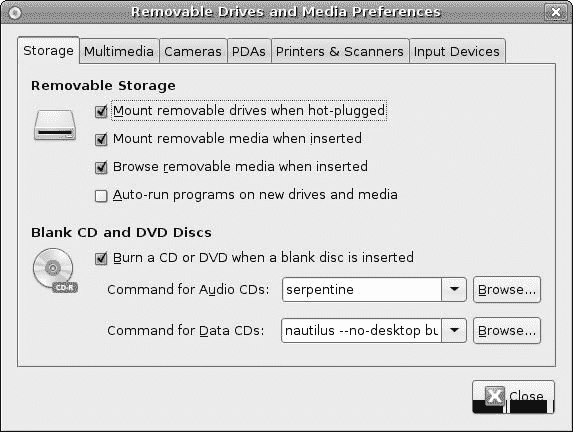 Removable Drives and Media Preferences
Storage Multimedia Cameras PDAs Printers & Scanners Input Devices
Removable Storage
Mount removable drives when hot-plugged
Mount removable media when inserted
Browse removable media when inserted
Auto-run programs on new drives and media
Blank CD and DVD Discs
Burn a CD or DVD when a blank disc is inserted
CD-R
Command for Audio CDs: serpentine Browse...
Command for Data CDs: nautilus --no-desktop bu Browse...
Close